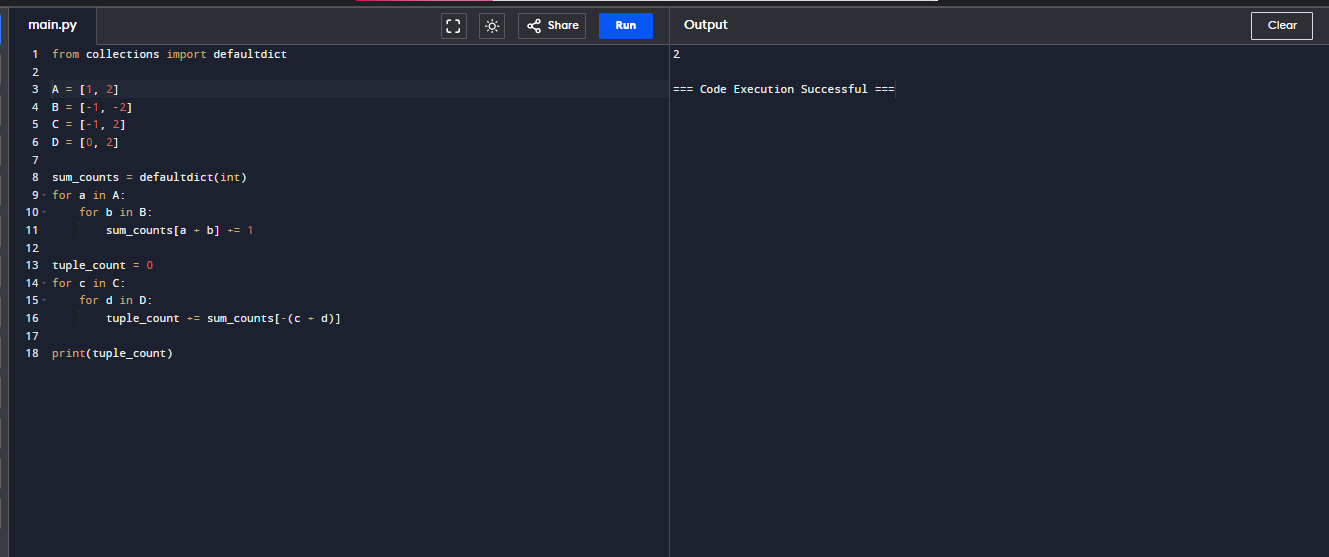 main.py Share Run Output Clear
1 from collections import defaultdict
2
3 A = [1, 2]
4 B = [-1, -2]
5 C = [-1, 2]
6 D = [0, 2]
7
8 sum_counts = defaultdict(int)
9 for a in A:
10     for b in B:
11         sum_counts[a + b] += 1
12
13 tuple_count = 0
14 for c in C:
15     for d in D:
16         tuple_count += sum_counts[-(c + d)]
17
18 print(tuple_count)
2
=== Code Execution Successful ===